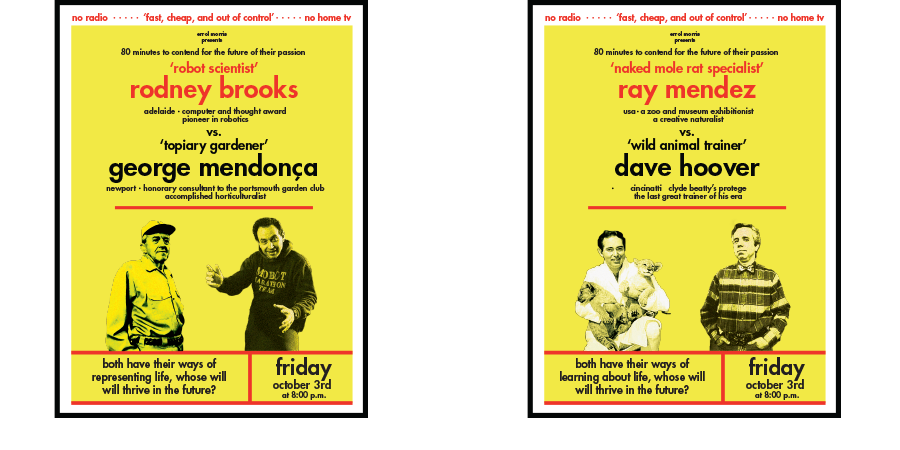 no radio · · · · · ‘fast, cheap, and out of control’ · · · · · no home tv
errol morris
presents
80 minutes to contend for the future of their passion
‘robot scientist’
rodney brooks
adelaide · computer and thought award
pioneer in robotics
vs.
‘topiary gardener’
george mendonça
newport · honorary consultant to the portsmouth garden club
accomplished horticulturalist
both have their ways of
representing life, whose will
will thrive in the future?
friday
october 3rd
at 8:00 p.m.
no radio · · · · · ‘fast, cheap, and out of control’ · · · · · no home tv
errol morris
presents
80 minutes to contend for the future of their passion
‘naked mole rat specialist’
ray mendez
usa · a zoo and museum exhibitionist
a creative naturalist
vs.
‘wild animal trainer’
dave hoover
· cincinatti clyde beatty’s protege
the last great trainer of his era
both have their ways of
learning about life, whose will
will thrive in the future?
friday
october 3rd
at 8:00 p.m.